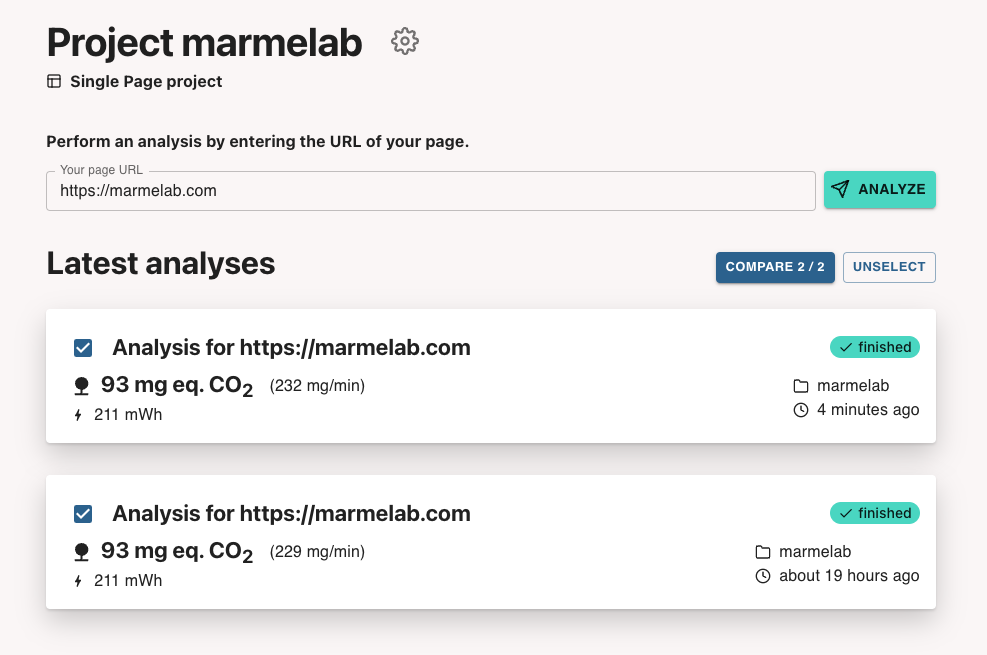 Project marmelab
Single Page project
Perform an analysis by entering the URL of your page.
Your page URL
https://marmelab.com
ANALYZE
Latest analyses
COMPARE 2 / 2
UNSELECT
Analysis for https://marmelab.com
finished
93 mg eq. CO2 (232 mg/min)
marmelab
211 mWh
4 minutes ago
Analysis for https://marmelab.com
finished
93 mg eq. CO2 (229 mg/min)
marmelab
211 mWh
about 19 hours ago